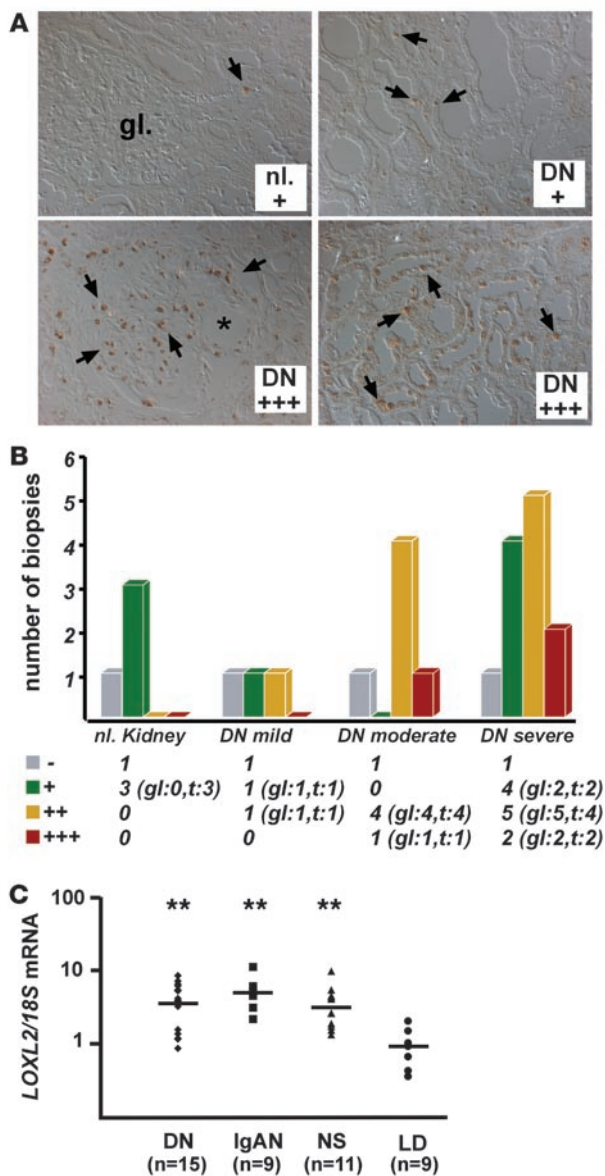 A
gl.
nl.
+
DN
+
*
DN
+++
DN
+++
B
number of biopsies
6
5
4
3
2
1
nl. Kidney DN mild DN moderate DN severe
- 1 1 1 1
+ 3 (gl:0,t:3) 1 (gl:1,t:1) 0 4 (gl:2,t:2)
++ 0 1 (gl:1,t:1) 4 (gl:4,t:4) 5 (gl:5,t:4)
+++ 0 0 1 (gl:1,t:1) 2 (gl:2,t:2)
C
LOXL2/18S mRNA
100
10
1
** ** **
DN IgAN NS LD
(n=15) (n=9) (n=11) (n=9)